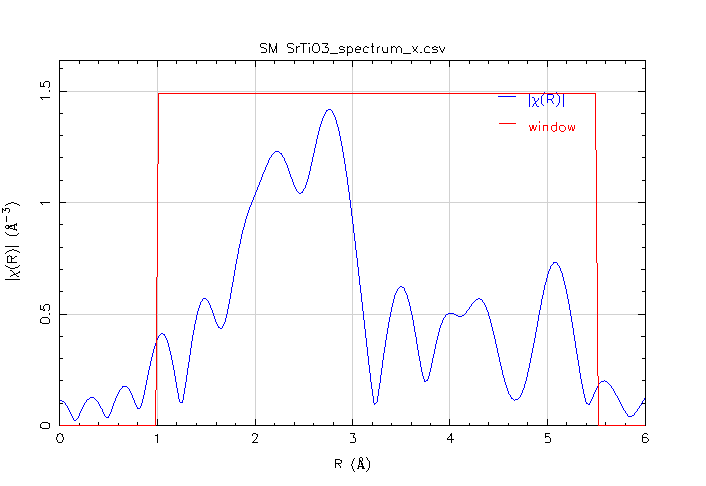 SM SrTiO3_spectrum_x.csv
|χ(R)|
window
1.5
1
0.5
0
|χ(R)| (Å⁻³)
0 1 2 3 4 5 6
R (Å)